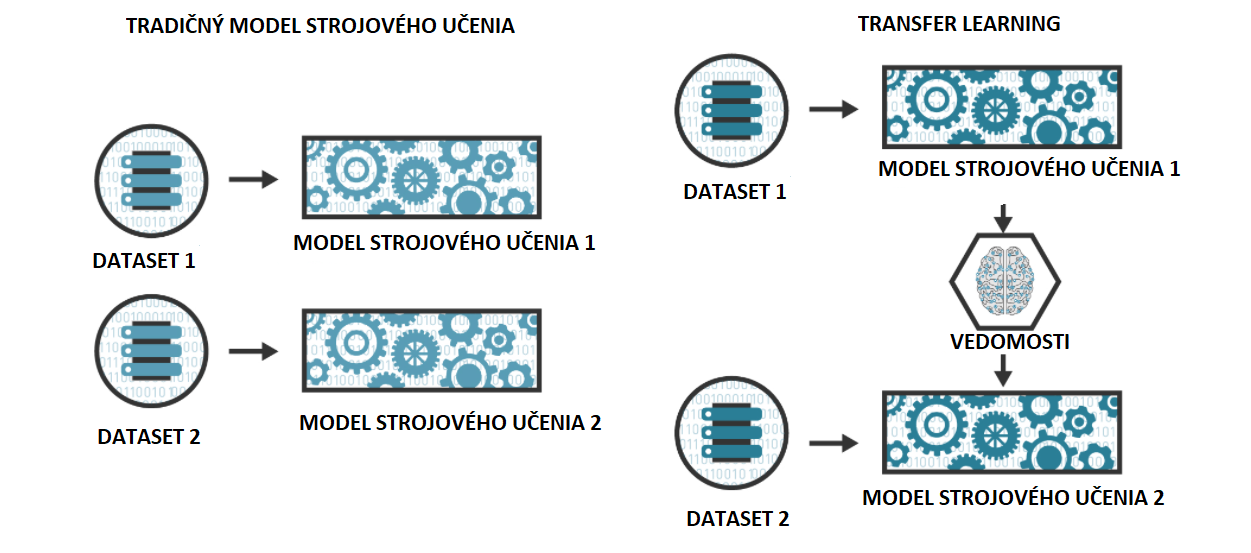 TRADIČNÝ MODEL STROJOVÉHO UČENIA
DATASET 1
MODEL STROJOVÉHO UČENIA 1
DATASET 2
MODEL STROJOVÉHO UČENIA 2
TRANSFER LEARNING
DATASET 1
MODEL STROJOVÉHO UČENIA 1
VEDOMOSTI
DATASET 2
MODEL STROJOVÉHO UČENIA 2